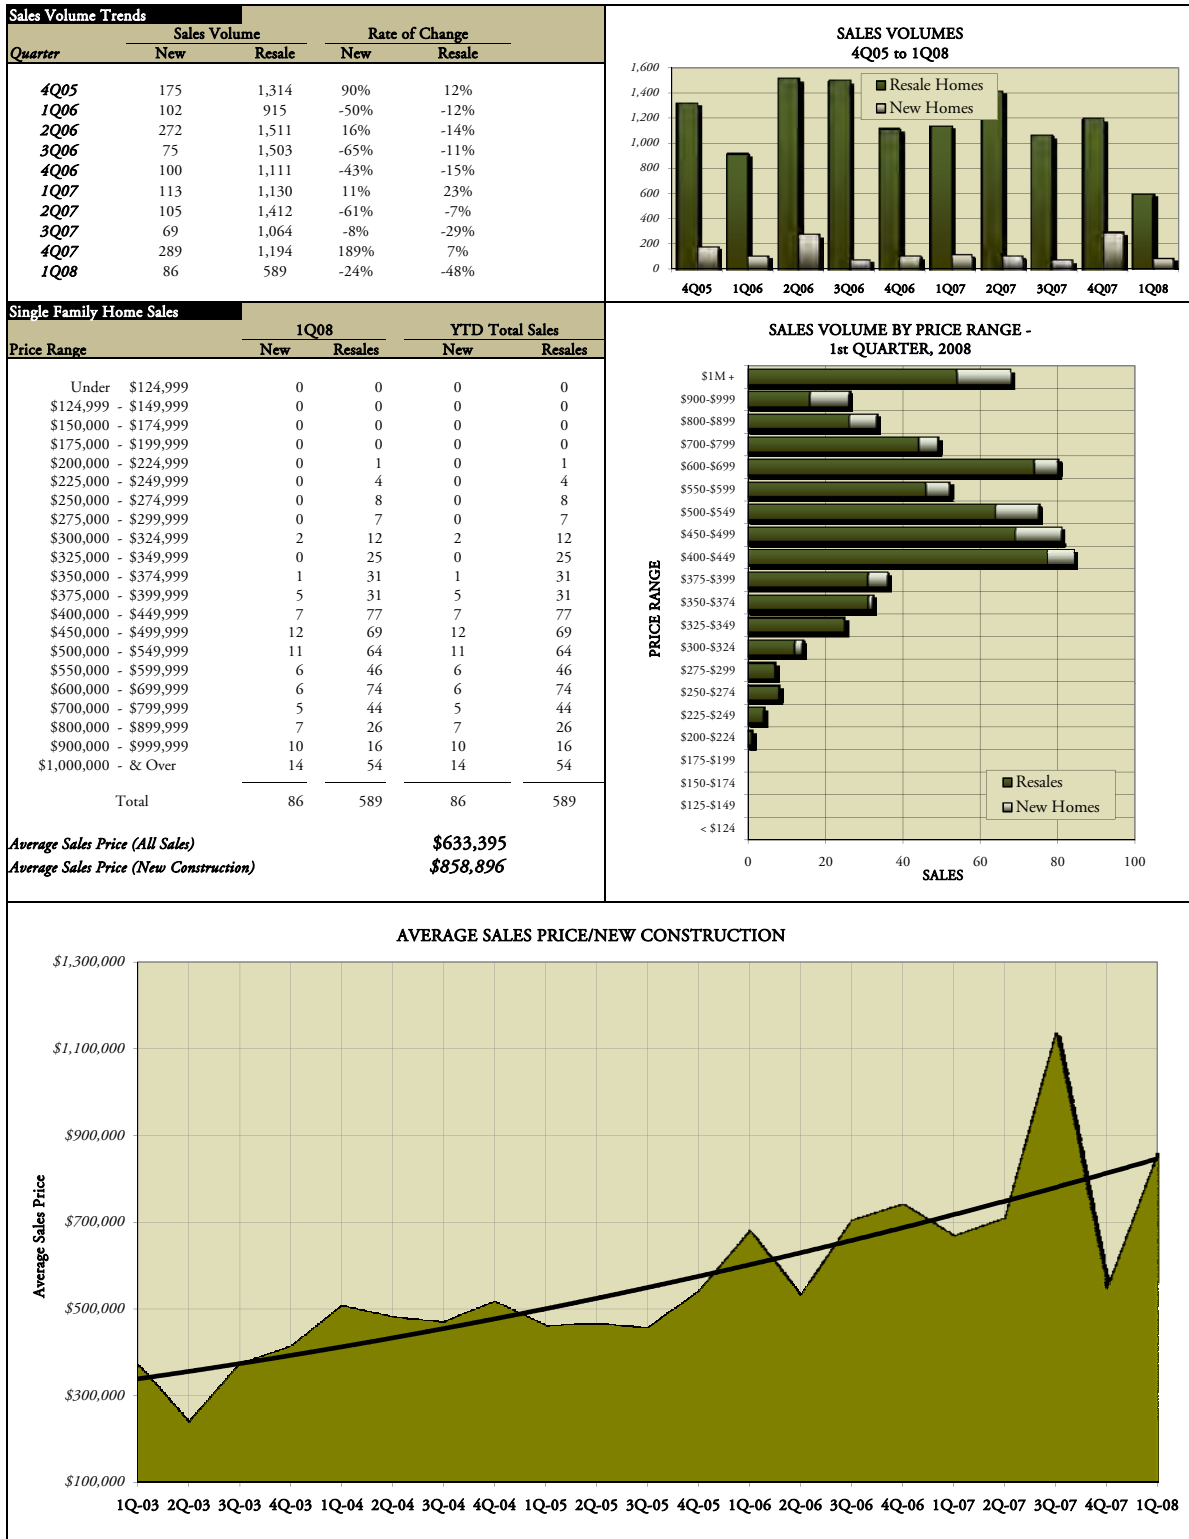 Sales Volume Trends
Sales Volume Rate of Change
Quarter New Resale New Resale
4Q05 175 1,314 90% 12%
1Q06 102 915 -50% -12%
2Q06 272 1,511 16% -14%
3Q06 75 1,503 -65% -11%
4Q06 100 1,111 -43% -15%
1Q07 113 1,130 11% 23%
2Q07 105 1,412 -61% -7%
3Q07 69 1,064 -8% -29%
4Q07 289 1,194 189% 7%
1Q08 86 589 -24% -48%
SALES VOLUMES
4Q05 to 1Q08
1,600
1,400
1,200
1,000
800
600
400
200
0
Resale Homes
New Homes
4Q05 1Q06 2Q06 3Q06 4Q06 1Q07 2Q07 3Q07 4Q07 1Q08
Single Family Home Sales
1Q08 YTD Total Sales
Price Range New Resales New Resales
Under $124,999 0 0 0 0
$124,999 - $149,999 0 0 0 0
$150,000 - $174,999 0 0 0 0
$175,000 - $199,999 0 0 0 0
$200,000 - $224,999 0 1 0 1
$225,000 - $249,999 0 4 0 4
$250,000 - $274,999 0 8 0 8
$275,000 - $299,999 0 7 0 7
$300,000 - $324,999 2 12 2 12
$325,000 - $349,999 0 25 0 25
$350,000 - $374,999 1 31 1 31
$375,000 - $399,999 5 31 5 31
$400,000 - $449,999 7 77 7 77
$450,000 - $499,999 12 69 12 69
$500,000 - $549,999 11 64 11 64
$550,000 - $599,999 6 46 6 46
$600,000 - $699,999 6 74 6 74
$700,000 - $799,999 5 44 5 44
$800,000 - $899,999 7 26 7 26
$900,000 - $999,999 10 16 10 16
$1,000,000 - & Over 14 54 14 54
Total 86 589 86 589
Average Sales Price (All Sales) $633,395
Average Sales Price (New Construction) $858,896
SALES VOLUME BY PRICE RANGE -
1st QUARTER, 2008
PRICE RANGE
$1M +
$900-$999
$800-$899
$700-$799
$600-$699
$550-$599
$500-$549
$450-$499
$400-$449
$375-$399
$350-$374
$325-$349
$300-$324
$275-$299
$250-$274
$225-$249
$200-$224
$175-$199
$150-$174
$125-$149
< $124
Resales
New Homes
0 20 40 60 80 100
SALES
AVERAGE SALES PRICE/NEW CONSTRUCTION
Average Sales Price
$1,300,000
$1,100,000
$900,000
$700,000
$500,000
$300,000
$100,000
1Q-03 2Q-03 3Q-03 4Q-03 1Q-04 2Q-04 3Q-04 4Q-04 1Q-05 2Q-05 3Q-05 4Q-05 1Q-06 2Q-06 3Q-06 4Q-06 1Q-07 2Q-07 3Q-07 4Q-07 1Q-08